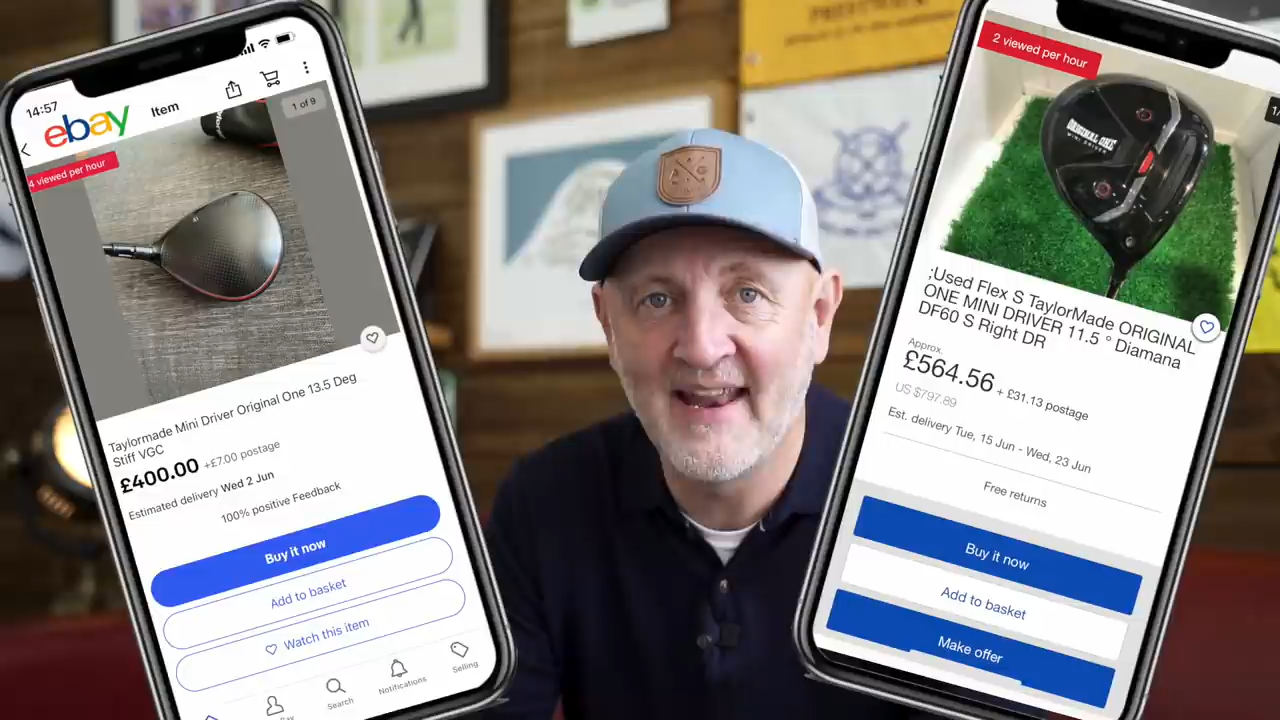 14:57
ebay
Item
1 of 9
4 viewed per hour
Taylormade Mini Driver Original One 13.5 Deg
Stiff VGC
£400.00 +£7.00 postage
Estimated delivery Wed 2 Jun
100% positive Feedback
Buy it now
Add to basket
Watch this item
Search
Notifications
Selling
2 viewed per hour
ORIGINAL ONE
MINI DRIVER
;Used Flex S TaylorMade ORIGINAL
ONE MINI DRIVER 11.5 ° Diamana
DF60 S Right DR
Approx.
£564.56 + £31.13 postage
US $797.89
Est. delivery Tue, 15 Jun - Wed, 23 Jun
Free returns
Buy it now
Add to basket
Make offer